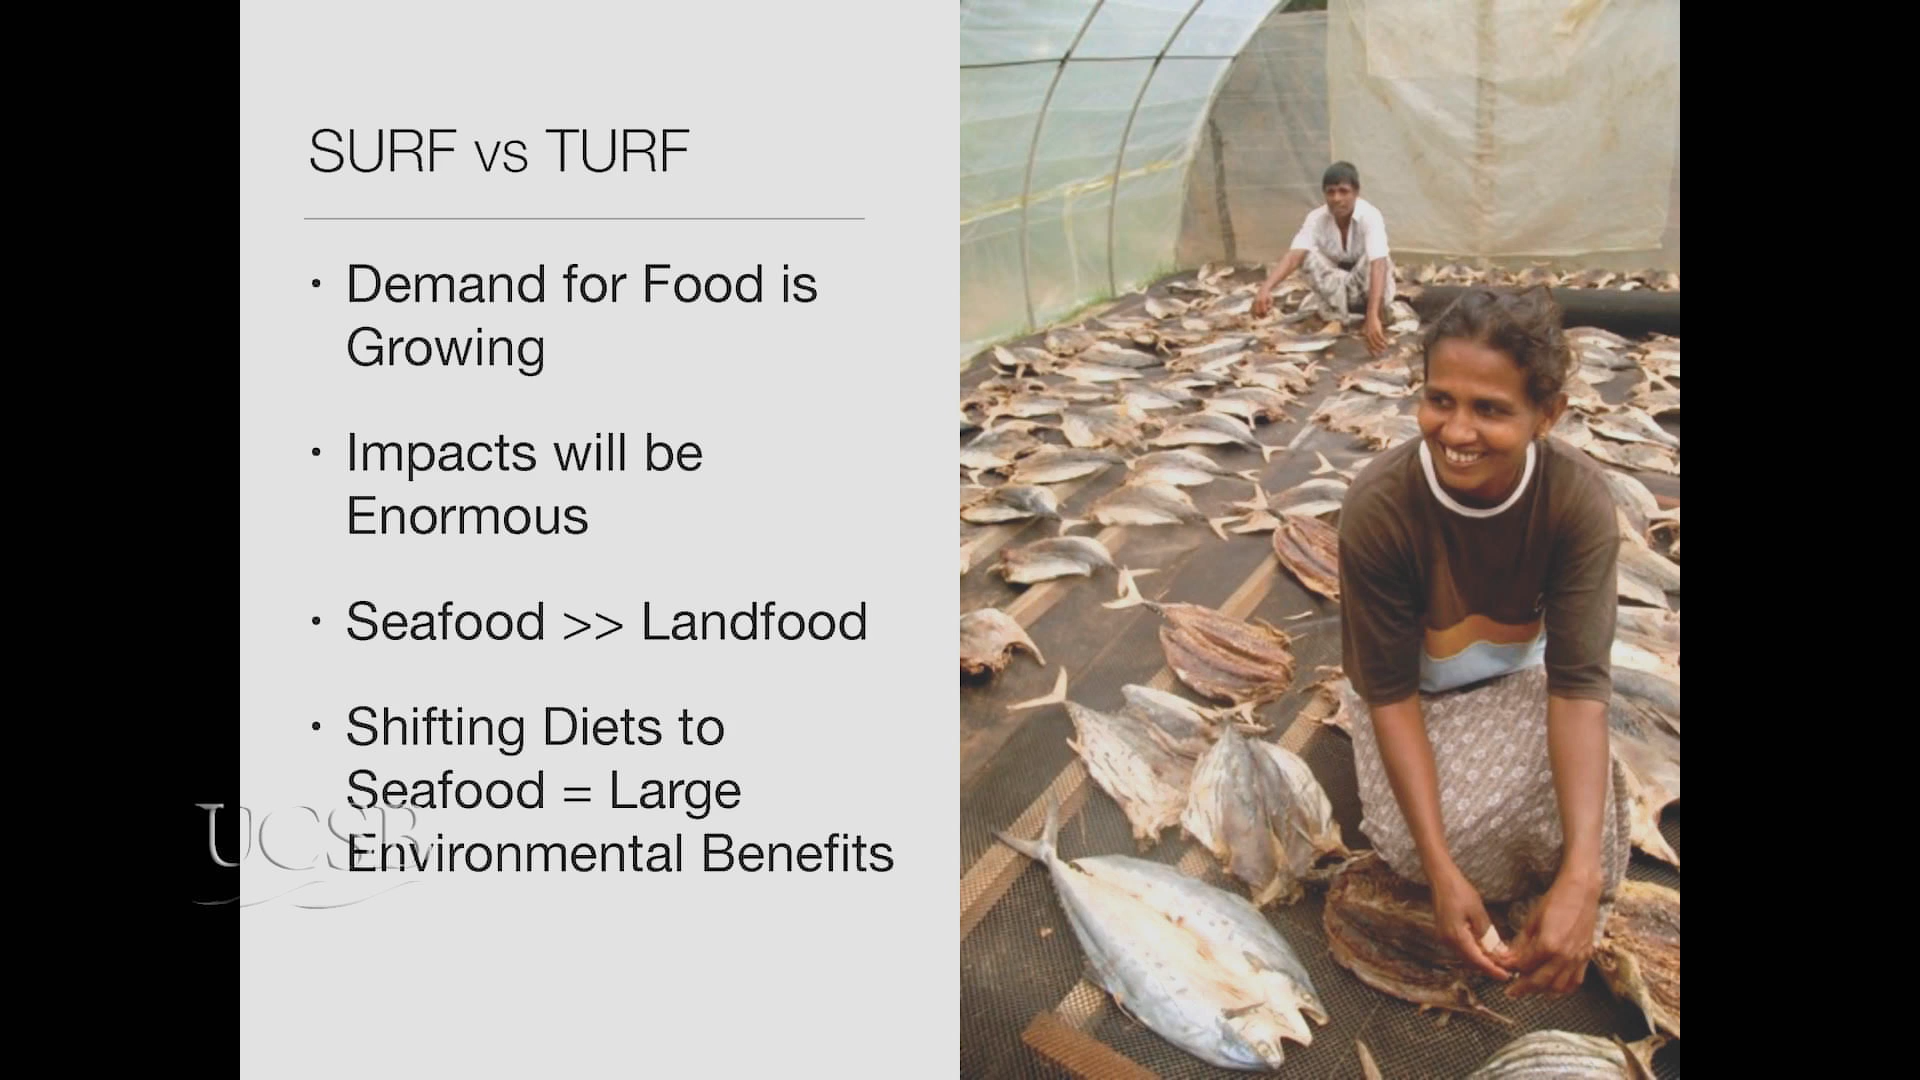 SURF vs TURF
• Demand for Food is
Growing
• Impacts will be
Enormous
• Seafood >> Landfood
• Shifting Diets to
Seafood = Large
Environmental Benefits
UCSB